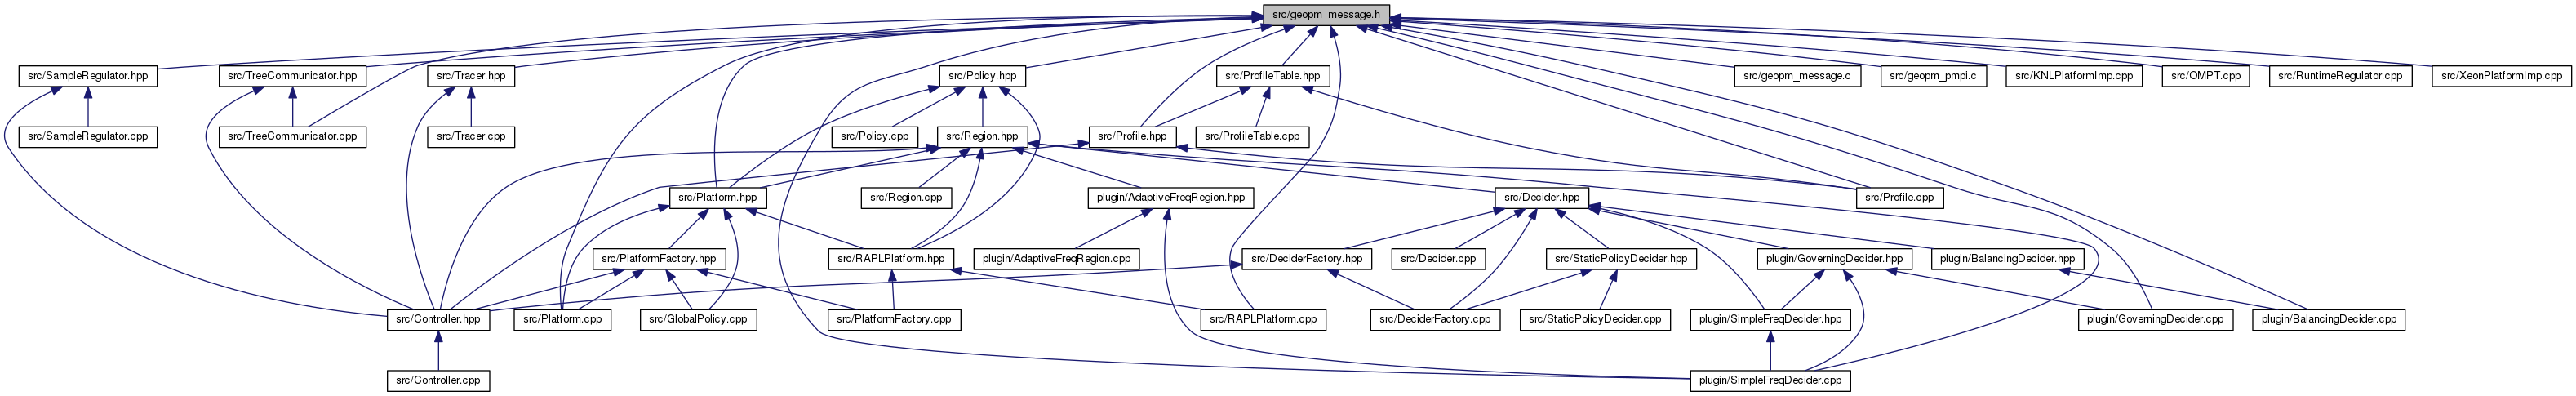 src/geopm_message.h
src/SampleRegulator.hpp
src/TreeCommunicator.hpp
src/Tracer.hpp
src/Policy.hpp
src/ProfileTable.hpp
src/geopm_message.c
src/geopm_pmpi.c
src/KNLPlatformImp.cpp
src/OMPT.cpp
src/RuntimeRegulator.cpp
src/XeonPlatformImp.cpp
src/SampleRegulator.cpp
src/TreeCommunicator.cpp
src/Tracer.cpp
src/Policy.cpp
src/Region.hpp
src/Profile.hpp
src/ProfileTable.cpp
src/Platform.hpp
src/Region.cpp
plugin/AdaptiveFreqRegion.hpp
src/Decider.hpp
src/Profile.cpp
src/PlatformFactory.hpp
src/RAPLPlatform.hpp
plugin/AdaptiveFreqRegion.cpp
src/DeciderFactory.hpp
src/Decider.cpp
src/StaticPolicyDecider.hpp
plugin/GoverningDecider.hpp
plugin/BalancingDecider.hpp
src/Controller.hpp
src/Platform.cpp
src/GlobalPolicy.cpp
src/PlatformFactory.cpp
src/RAPLPlatform.cpp
src/DeciderFactory.cpp
src/StaticPolicyDecider.cpp
plugin/SimpleFreqDecider.hpp
plugin/GoverningDecider.cpp
plugin/BalancingDecider.cpp
src/Controller.cpp
plugin/SimpleFreqDecider.cpp